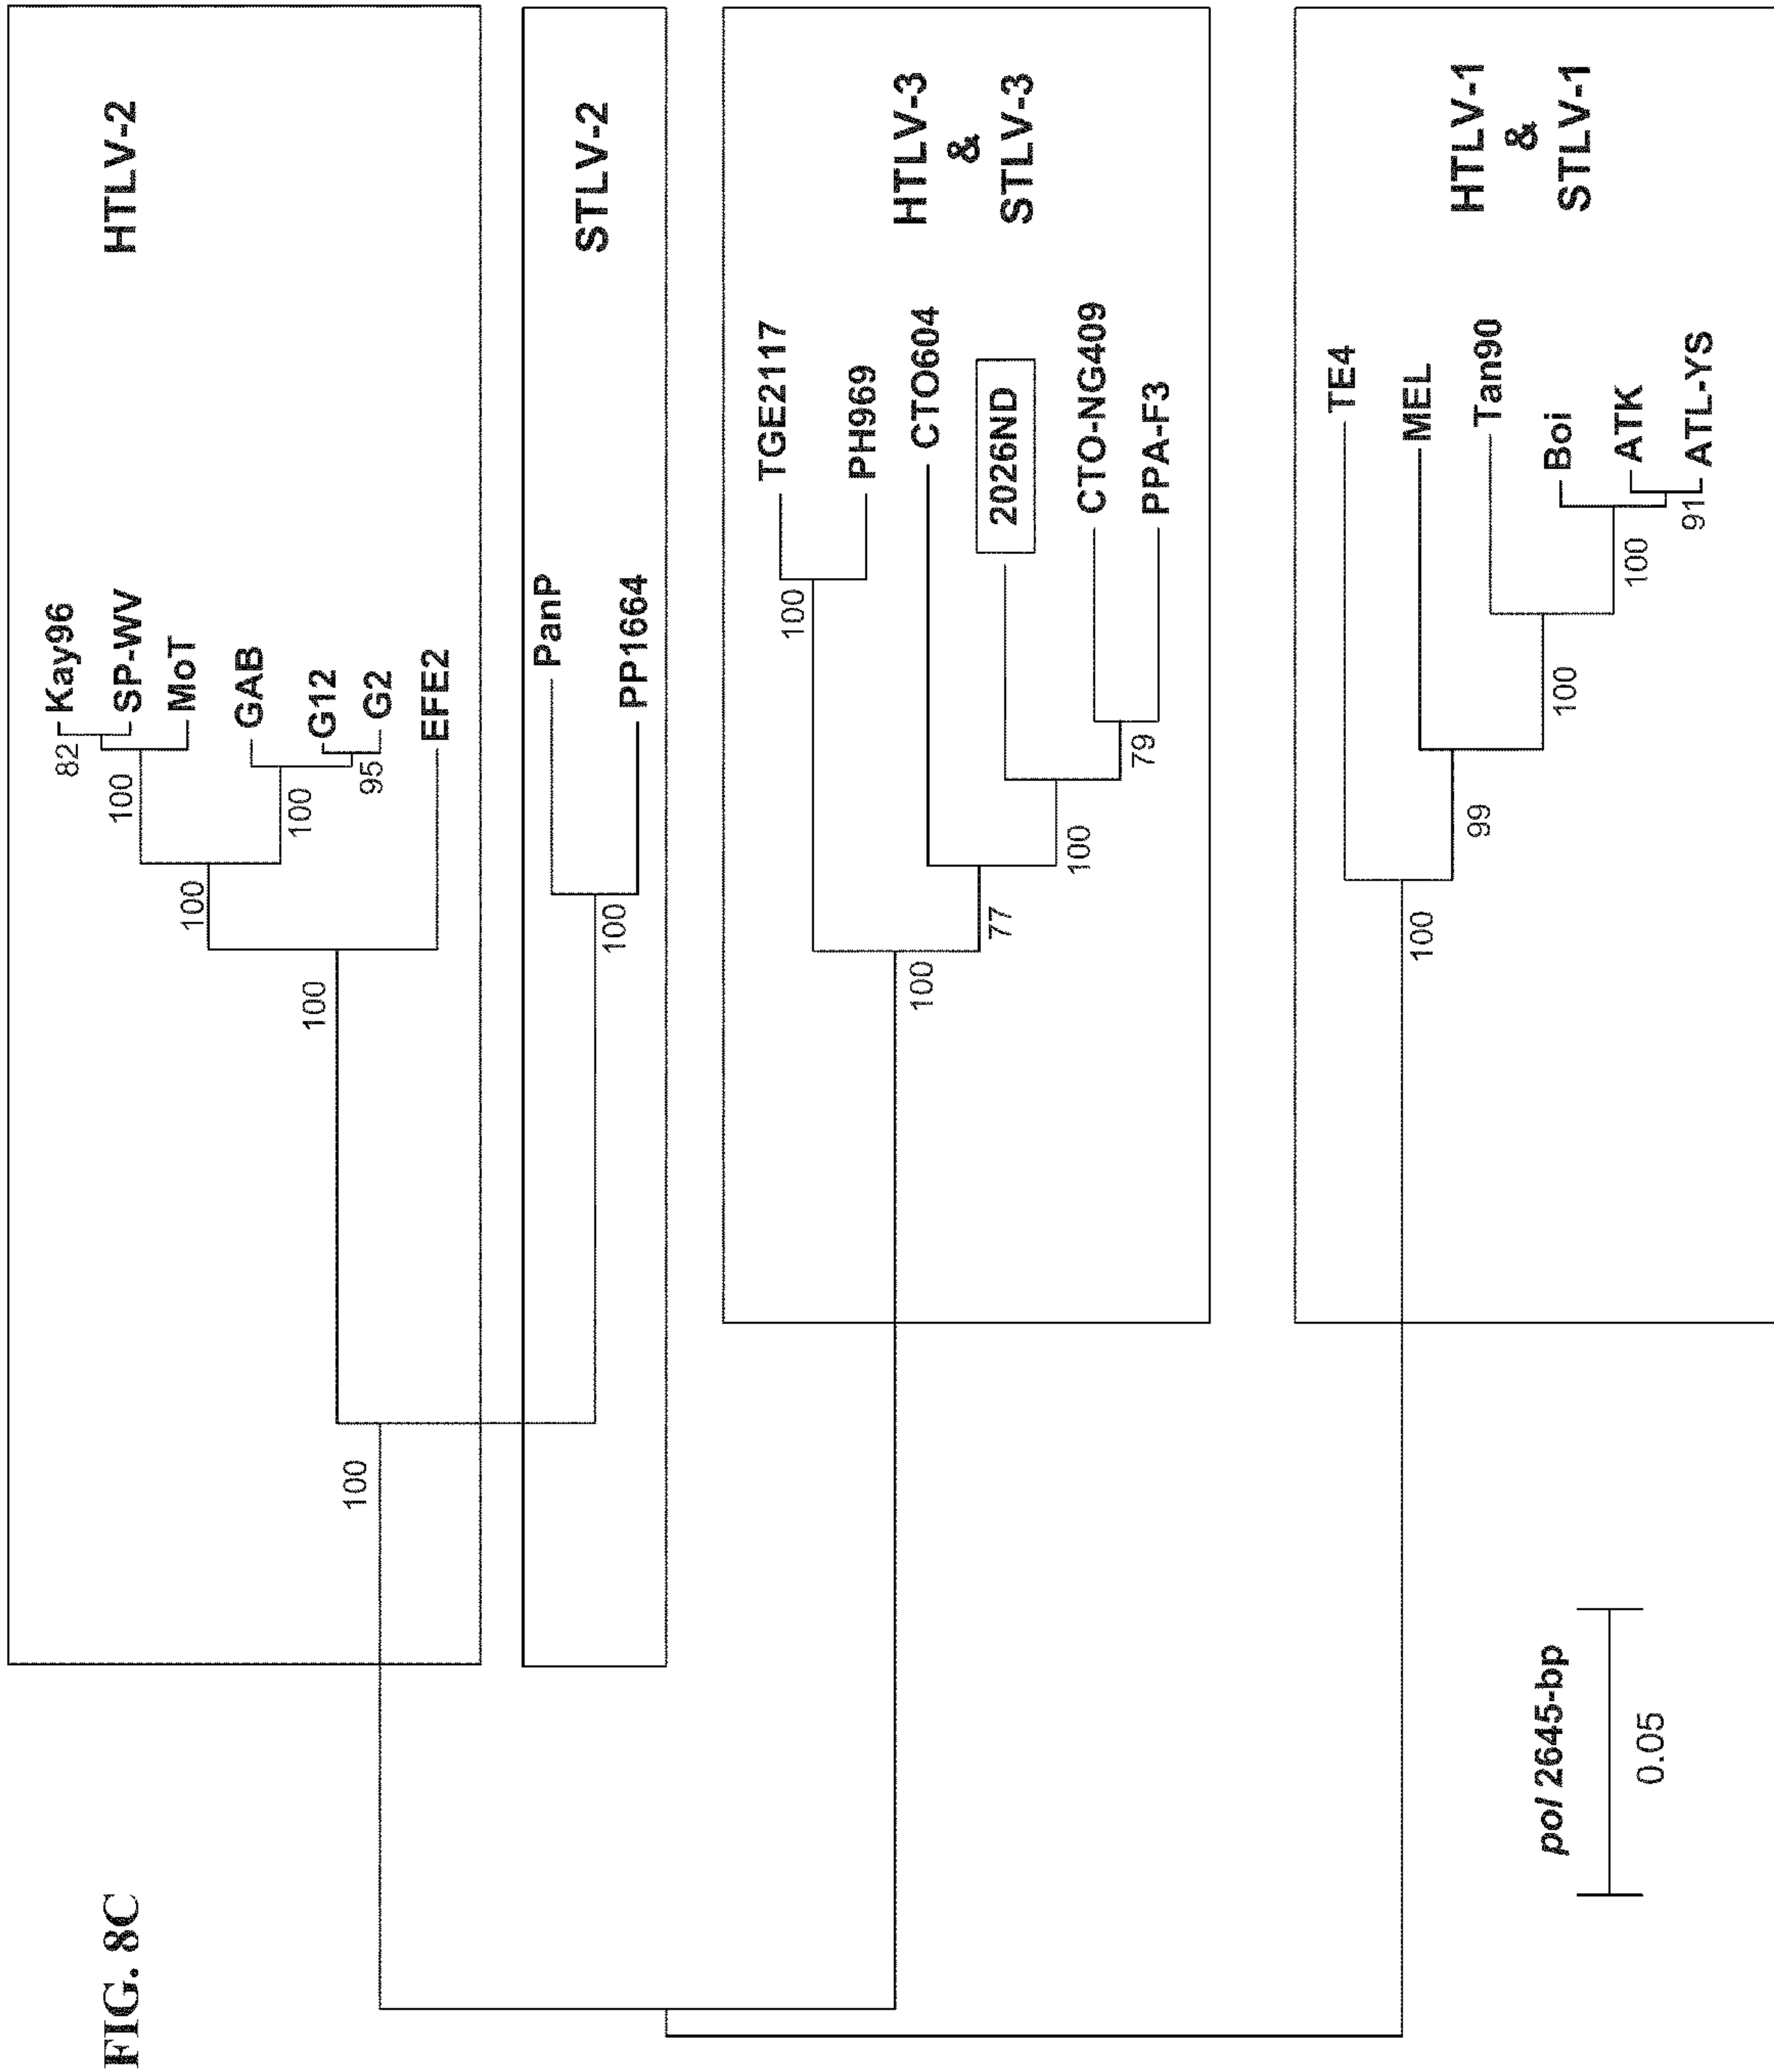 FIG. 8C
HTLV-2
Kay96
SP-WV
MoT
GAB
G12
G2
EFE2
82
100
100
95
100
100
100
STLV-2
PanP
PP1664
100
HTLV-3
&
STLV-3
TGE2117
PH969
CTO604
2026ND
CTO-NG409
PPA-F3
100
79
100
77
100
HTLV-1
&
STLV-1
TE4
MEL
Tan90
Boi
ATK
ATL-YS
91
100
100
99
100
pol 2645-bp
0.05